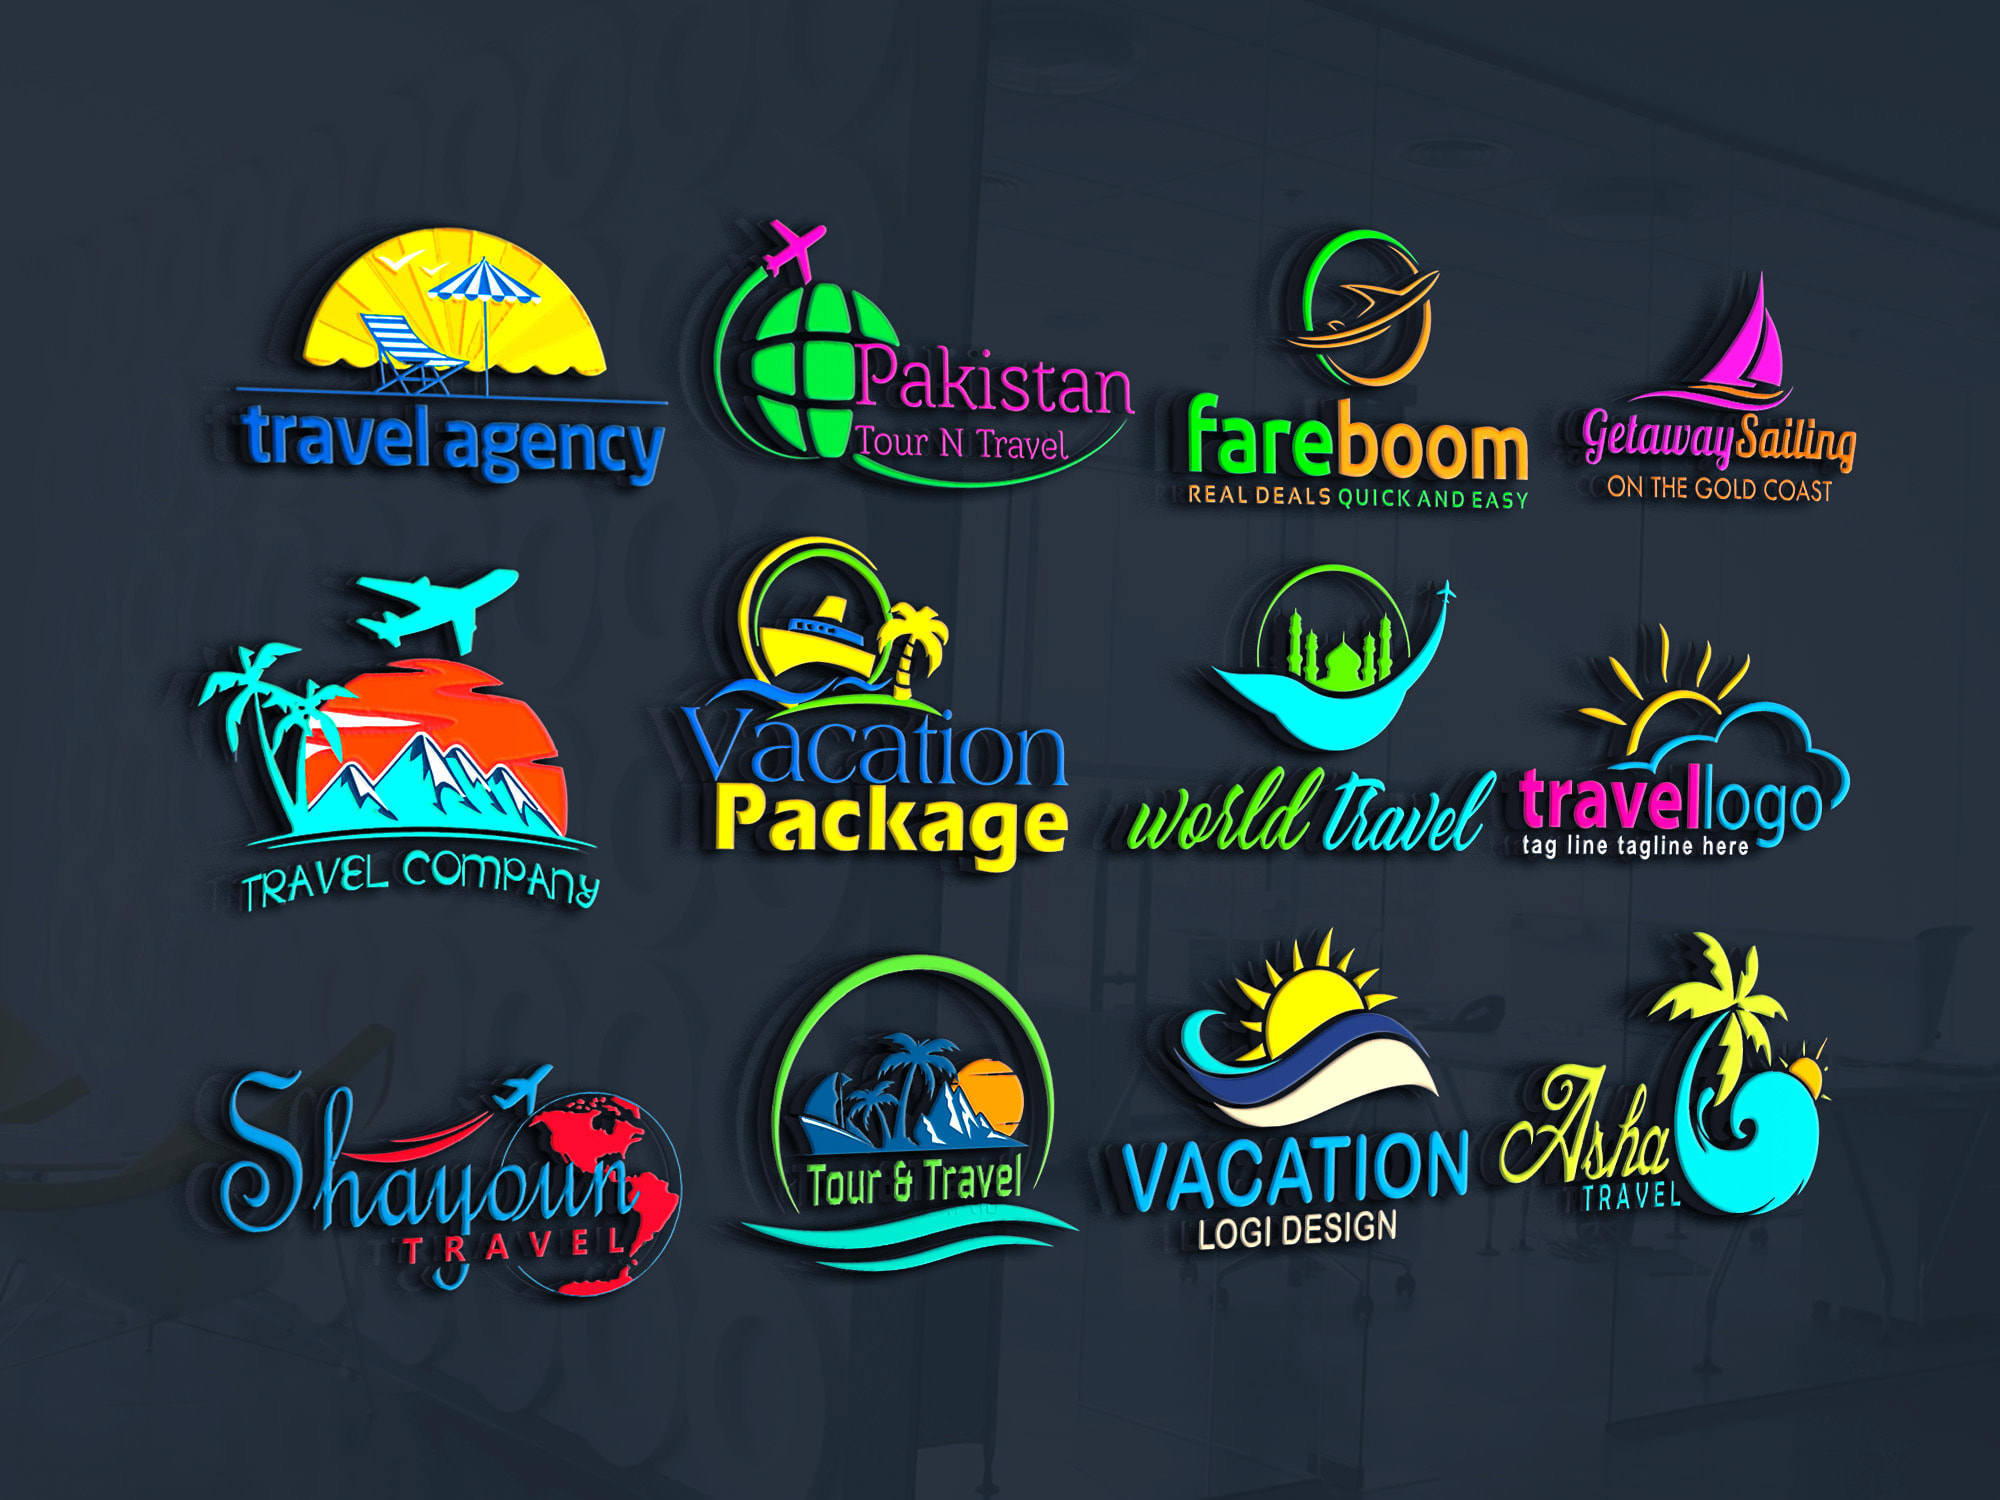 travel agency
Pakistan
Tour N Travel
fareboom
REAL DEALS QUICK AND EASY
GetawaySailing
ON THE GOLD COAST
TRAVEL COMPANY
Vacation
Package
world travel
travellogo
tag line tagline here
Shayoun
TRAVEL
Tour & Travel
VACATION
LOGI DESIGN
Asha
TRAVEL